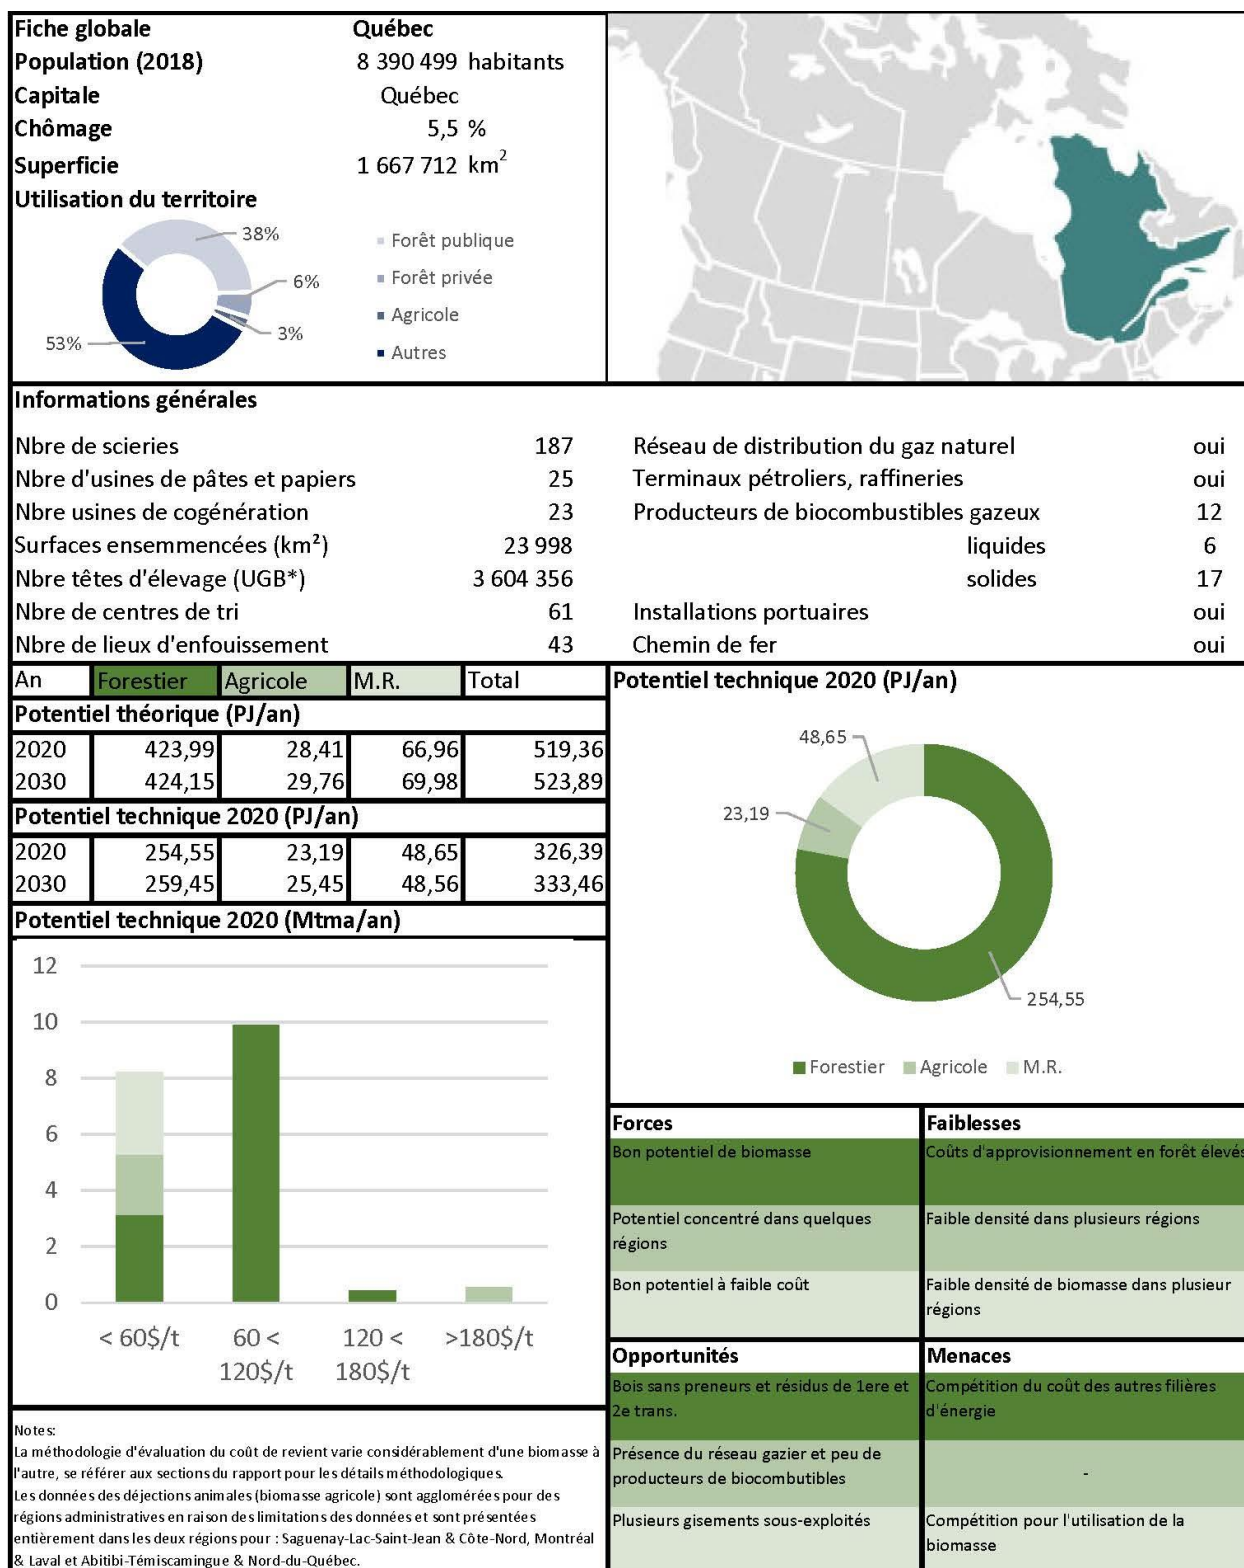 Fiche globale Québec
Population (2018) 8 390 499 habitants
Capitale Québec
Chômage 5,5 %
Superficie 1 667 712 km²
Utilisation du territoire
38%
6%
3%
53%
Forêt publique
Forêt privée
Agricole
Autres
Informations générales
Nbre de scieries 187
Nbre d'usines de pâtes et papiers 25
Nbre usines de cogénération 23
Surfaces ensemmencées (km²) 23 998
Nbre têtes d'élevage (UGB*) 3 604 356
Nbre de centres de tri 61
Nbre de lieux d'enfouissement 43
Réseau de distribution du gaz naturel oui
Terminaux pétroliers, raffineries oui
Producteurs de biocombustibles gazeux 12
liquides 6
solides 17
Installations portuaires oui
Chemin de fer oui
An Forestier Agricole M.R. Total
Potentiel théorique (PJ/an)
2020 423,99 28,41 66,96 519,36
2030 424,15 29,76 69,98 523,89
Potentiel technique 2020 (PJ/an)
2020 254,55 23,19 48,65 326,39
2030 259,45 25,45 48,56 333,46
Potentiel technique 2020 (Mtma/an)
12
10
8
6
4
2
0
< 60$/t 60 < 120 < >180$/t
120$/t 180$/t
Notes:
La méthodologie d'évaluation du coût de revient varie considérablement d'une biomasse à
l'autre, se référer aux sections du rapport pour les détails méthodologiques.
Les données des déjections animales (biomasse agricole) sont agglomérées pour des
régions administratives en raison des limitations des données et sont présentées
entièrement dans les deux régions pour : Saguenay-Lac-Saint-Jean & Côte-Nord, Montréal
& Laval et Abitibi-Témiscamingue & Nord-du-Québec.
Potentiel technique 2020 (PJ/an)
48,65
23,19
254,55
Forestier Agricole M.R.
Forces
Bon potentiel de biomasse
Potentiel concentré dans quelques
régions
Bon potentiel à faible coût
Faiblesses
Coûts d'approvisionnement en forêt élevés
Faible densité dans plusieurs régions
Faible densité de biomasse dans plusieur
régions
Opportunités
Bois sans preneurs et résidus de 1ere et
2e trans.
Présence du réseau gazier et peu de
producteurs de biocombutibles
Plusieurs gisements sous-exploités
Menaces
Compétition du coût des autres filières
d'énergie
-
Compétition pour l'utilisation de la
biomasse